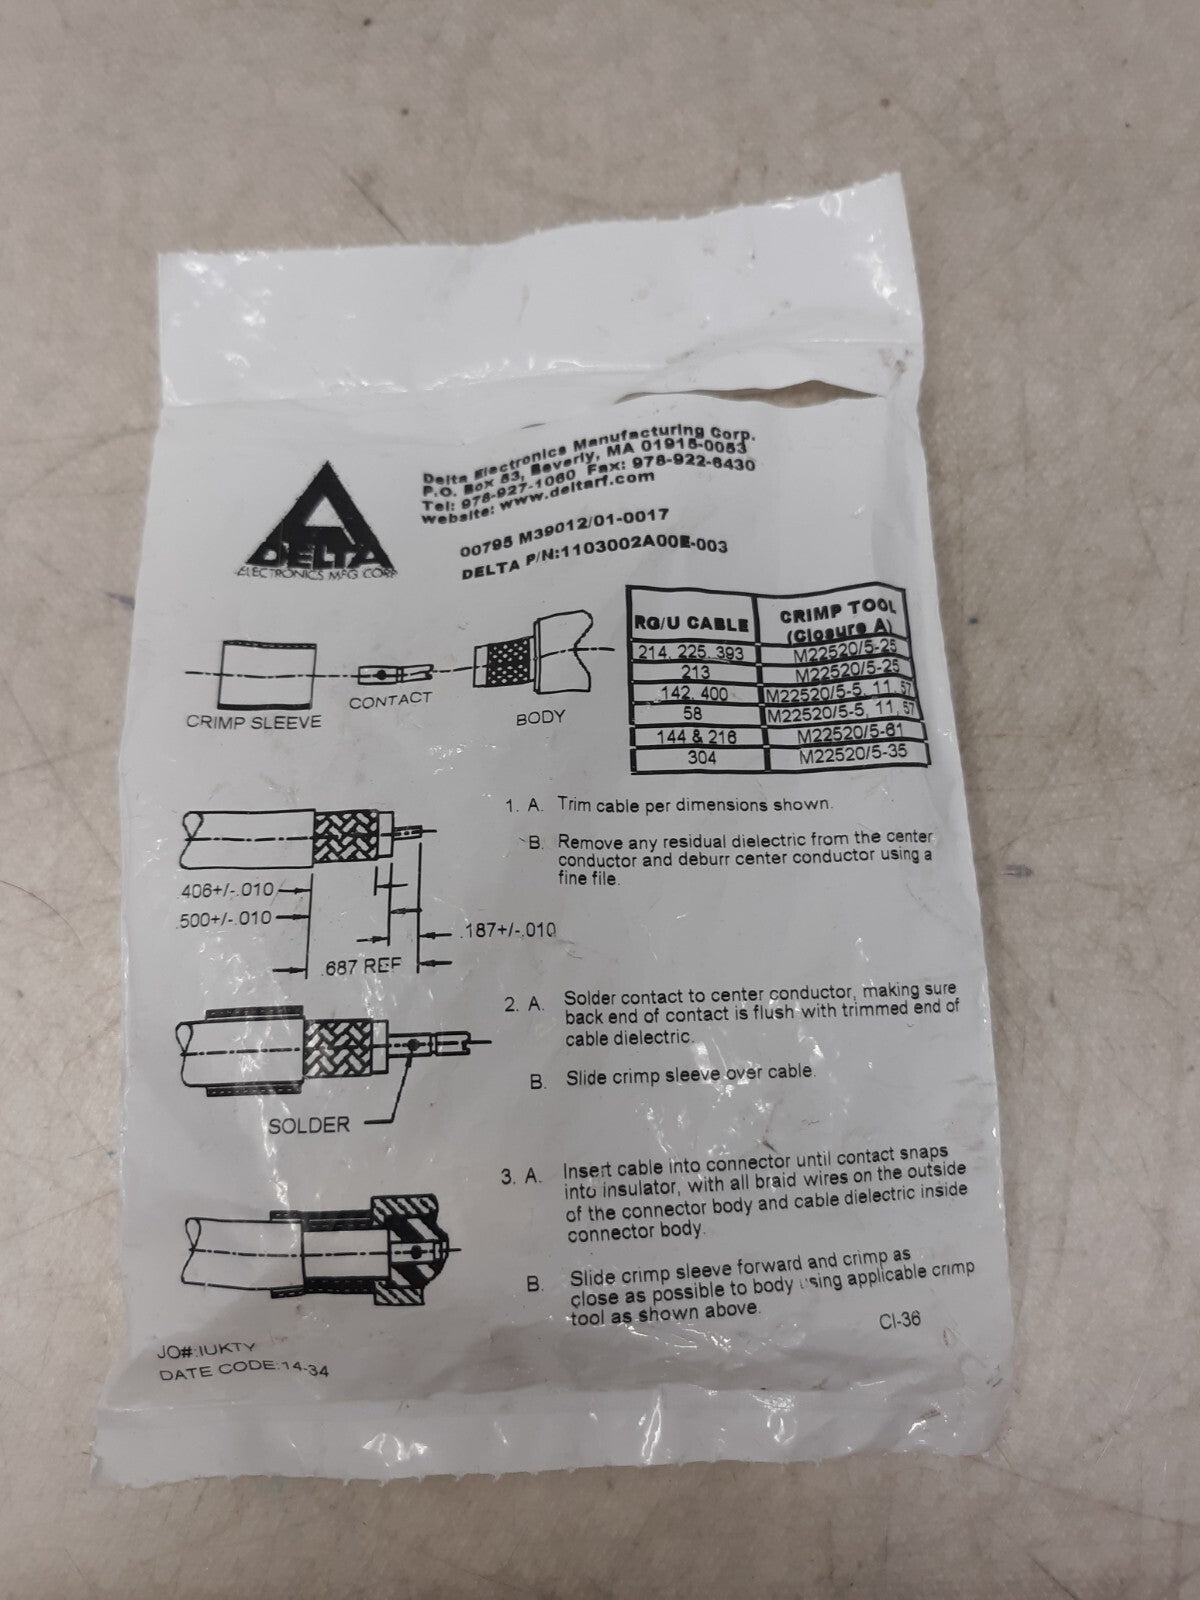 Delta Electronics Manufacturing Corp.
P.O. Box 53, Beverly, MA 01915-0053
Tel: 978-927-1060 Fax: 978-922-6430
Website: www.deltarf.com
DELTA
ELECTRONICS MFG CORP
00795 M39012/01-0017
DELTA P/N:1103002A00E-003
RG/U CABLE CRIMP TOOL
(Closure A)
214, 225, 393 M22520/5-25
213 M22520/5-25
142, 400 M22520/5-5, 11, 57
58 M22520/5-5, 11, 57
144 & 216 M22520/5-61
304 M22520/5-35
CRIMP SLEEVE
CONTACT
BODY
1. A. Trim cable per dimensions shown.
B. Remove any residual dielectric from the center
conductor and deburr center conductor using a
fine file.
.406+/-.010
.500+/-.010
.187+/-.010
.687 REF
2. A. Solder contact to center conductor, making sure
back end of contact is flush with trimmed end of
cable dielectric.
B. Slide crimp sleeve over cable.
SOLDER
3. A. Insert cable into connector until contact snaps
into insulator, with all braid wires on the outside
of the connector body and cable dielectric inside
connector body.
B. Slide crimp sleeve forward and crimp as
close as possible to body using applicable crimp
tool as shown above.
CI-36
JO#:IUKTY
DATE CODE:14-34